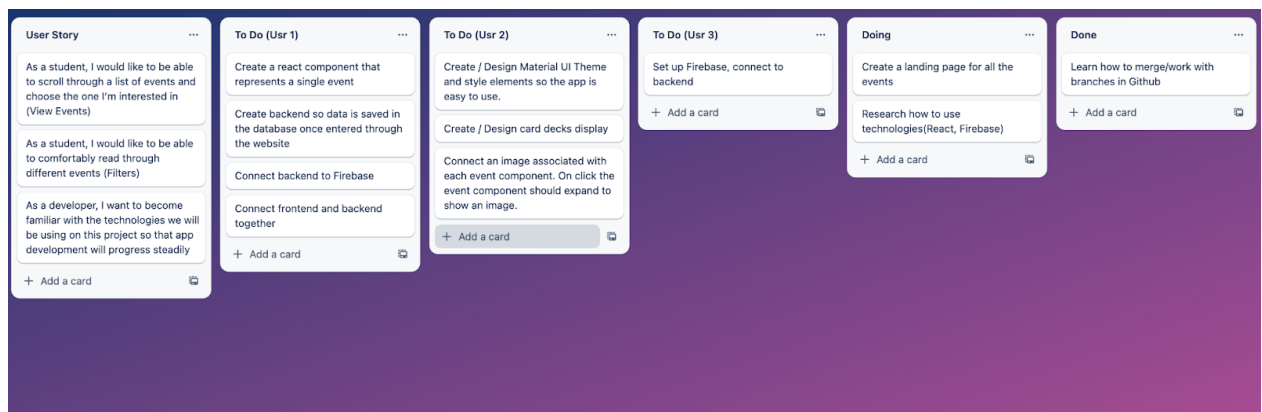 User Story
As a student, I would like to be able
to scroll through a list of events and
choose the one I'm interested in
(View Events)
As a student, I would like to be able
to comfortably read through
different events (Filters)
As a developer, I want to become
familiar with the technologies we will
be using on this project so that app
development will progress steadily
+ Add a card
To Do (Usr 1)
Create a react component that
represents a single event
Create backend so data is saved in
the database once entered through
the website
Connect backend to Firebase
Connect frontend and backend
together
+ Add a card
To Do (Usr 2)
Create / Design Material UI Theme
and style elements so the app is
easy to use.
Create / Design card decks display
Connect an image associated with
each event component. On click the
event component should expand to
show an image.
+ Add a card
To Do (Usr 3)
Set up Firebase, connect to
backend
+ Add a card
Doing
Create a landing page for all the
events
Research how to use
technologies(React, Firebase)
+ Add a card
Done
Learn how to merge/work with
branches in Github
+ Add a card